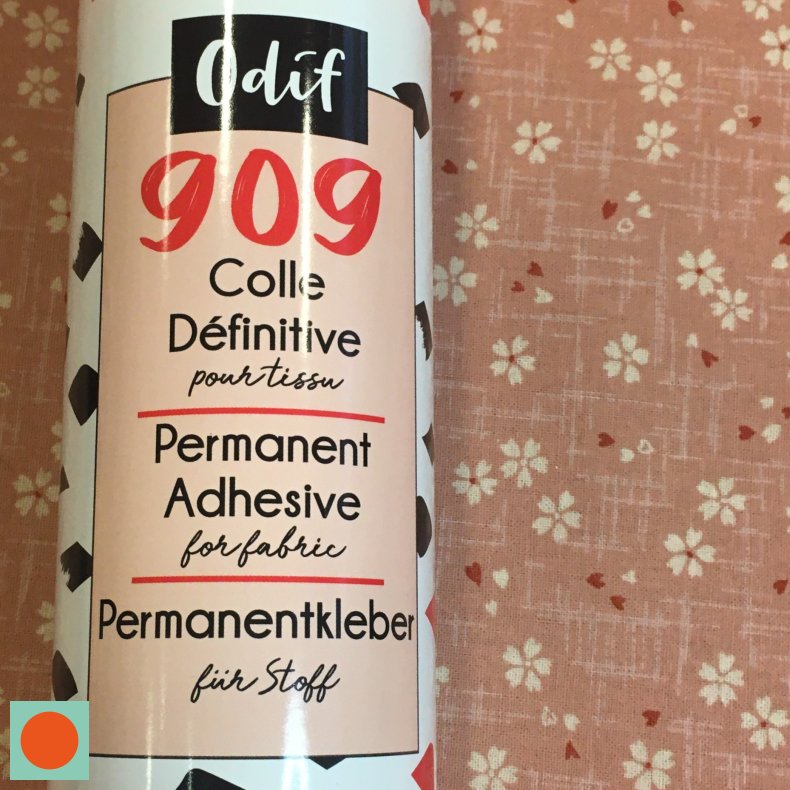 Odif
909
Colle
Définitive
pour tissu
Permanent
Adhesive
for fabric
Permanentkleber
für Stoff